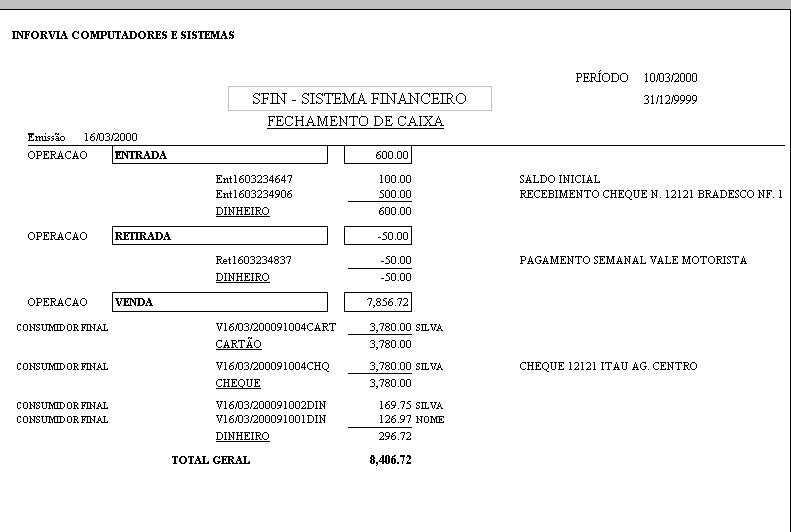 INFORVIA COMPUTADORES E SISTEMAS
PERÍODO 10/03/2000
SFIN - SISTEMA FINANCEIRO 31/12/9999
FECHAMENTO DE CAIXA
Emissão 16/03/2000
OPERACAO ENTRADA 600.00
Ent1603234647 100.00 SALDO INICIAL
Ent1603234906 500.00 RECEBIMENTO CHEQUE N. 12121 BRADESCO NF. 1
DINHEIRO 600.00
OPERACAO RETIRADA -50.00
Ret1603234837 -50.00 PAGAMENTO SEMANAL VALE MOTORISTA
DINHEIRO -50.00
OPERACAO VENDA 7,856.72
CONSUMIDOR FINAL V16/03/200091004CART 3,780.00 SILVA
CARTÃO 3,780.00
CONSUMIDOR FINAL V16/03/200091004CHQ 3,780.00 SILVA CHEQUE 12121 ITAU AG. CENTRO
CHEQUE 3,780.00
CONSUMIDOR FINAL V16/03/200091002DIN 169.75 SILVA
CONSUMIDOR FINAL V16/03/200091001DIN 126.97 NOME
DINHEIRO 296.72
TOTAL GERAL 8,406.72